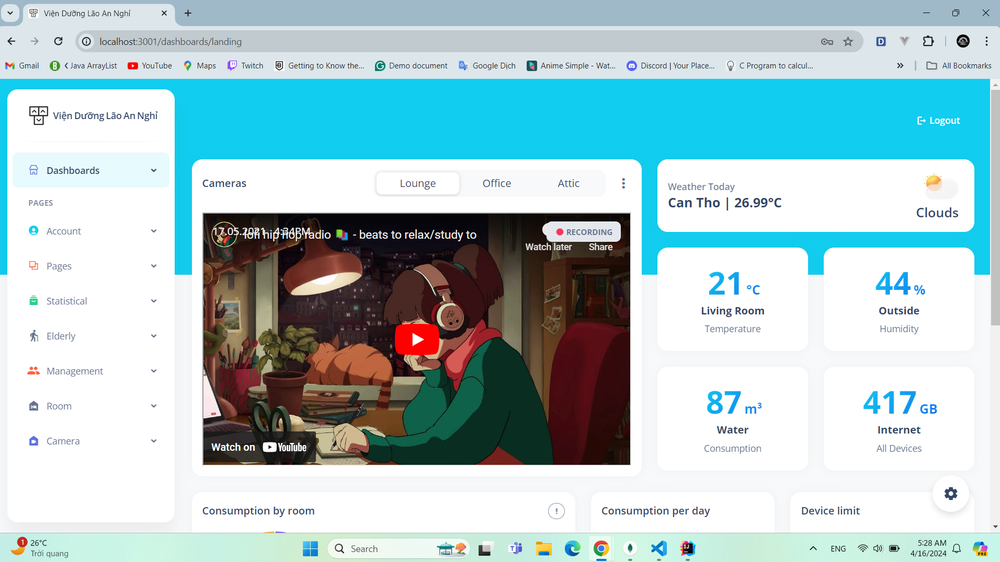 Viện Dưỡng Lão An Nghỉ
localhost:3001/dashboards/landing
Gmail
Java ArrayList
YouTube
Maps
Twitch
Getting to Know the...
Demo document
Google Dịch
Anime Simple - Wat...
Discord | Your Place...
C Program to calcul...
All Bookmarks
Viện Dưỡng Lão An Nghỉ
Logout
Dashboards
PAGES
Account
Pages
Statistical
Elderly
Management
Room
Camera
Cameras
Lounge
Office
Attic
17.05.2021 4:34PM
lofi hip hop radio 📚 - beats to relax/study to
RECORDING
Watch later
Share
Watch on YouTube
Weather Today
Can Tho | 26.99°C
Clouds
21 °C
Living Room
Temperature
44 %
Outside
Humidity
87 m³
Water
Consumption
417 GB
Internet
All Devices
Consumption by room
Consumption per day
Device limit
1
26°C
Trời quang
Search
ENG
5:28 AM
4/16/2024
PRE